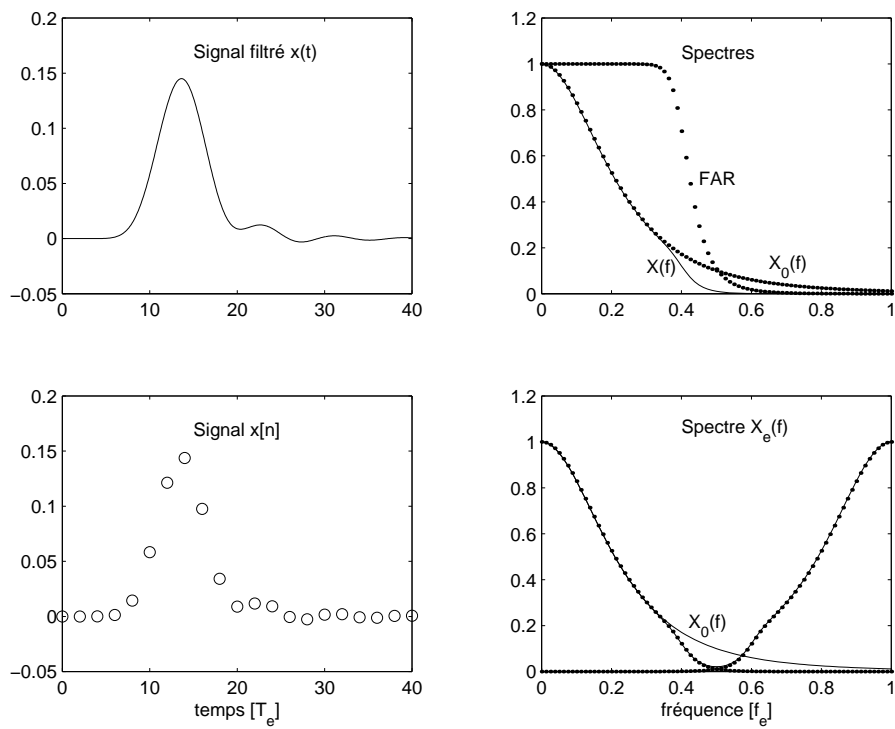 0.2
0.15
0.1
0.05
0
−0.05
0 10 20 30 40
Signal filtré x(t)
1.2
1
0.8
0.6
0.4
0.2
0
0 0.2 0.4 0.6 0.8 1
Spectres
FAR
X(f)
X0(f)
0.2
0.15
0.1
0.05
0
−0.05
0 10 20 30 40
Signal x[n]
temps [Te]
1.2
1
0.8
0.6
0.4
0.2
0
0 0.2 0.4 0.6 0.8 1
Spectre Xe(f)
X0(f)
fréquence [fe]